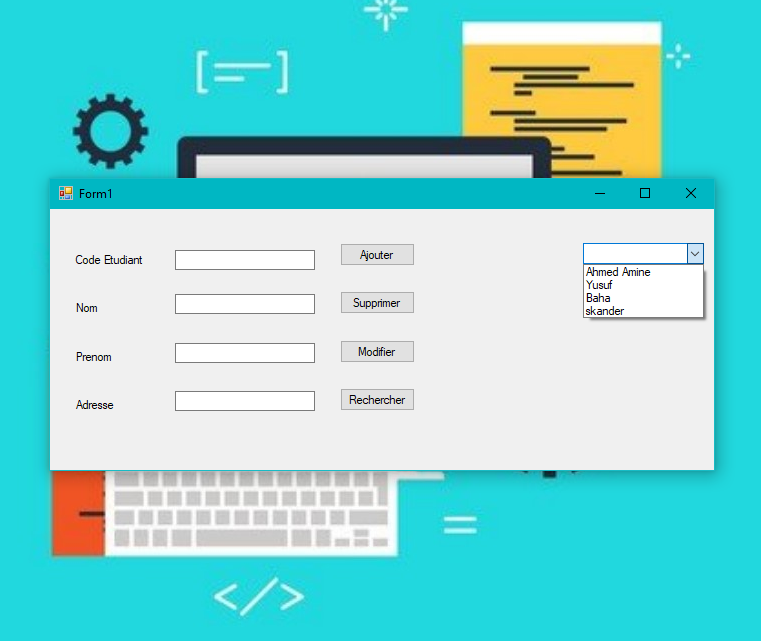 Form1
Code Etudiant
Ajouter
Nom
Supprimer
Prenom
Modifier
Adresse
Rechercher
Ahmed Amine
Yusuf
Baha
skander
[=]
=
</>